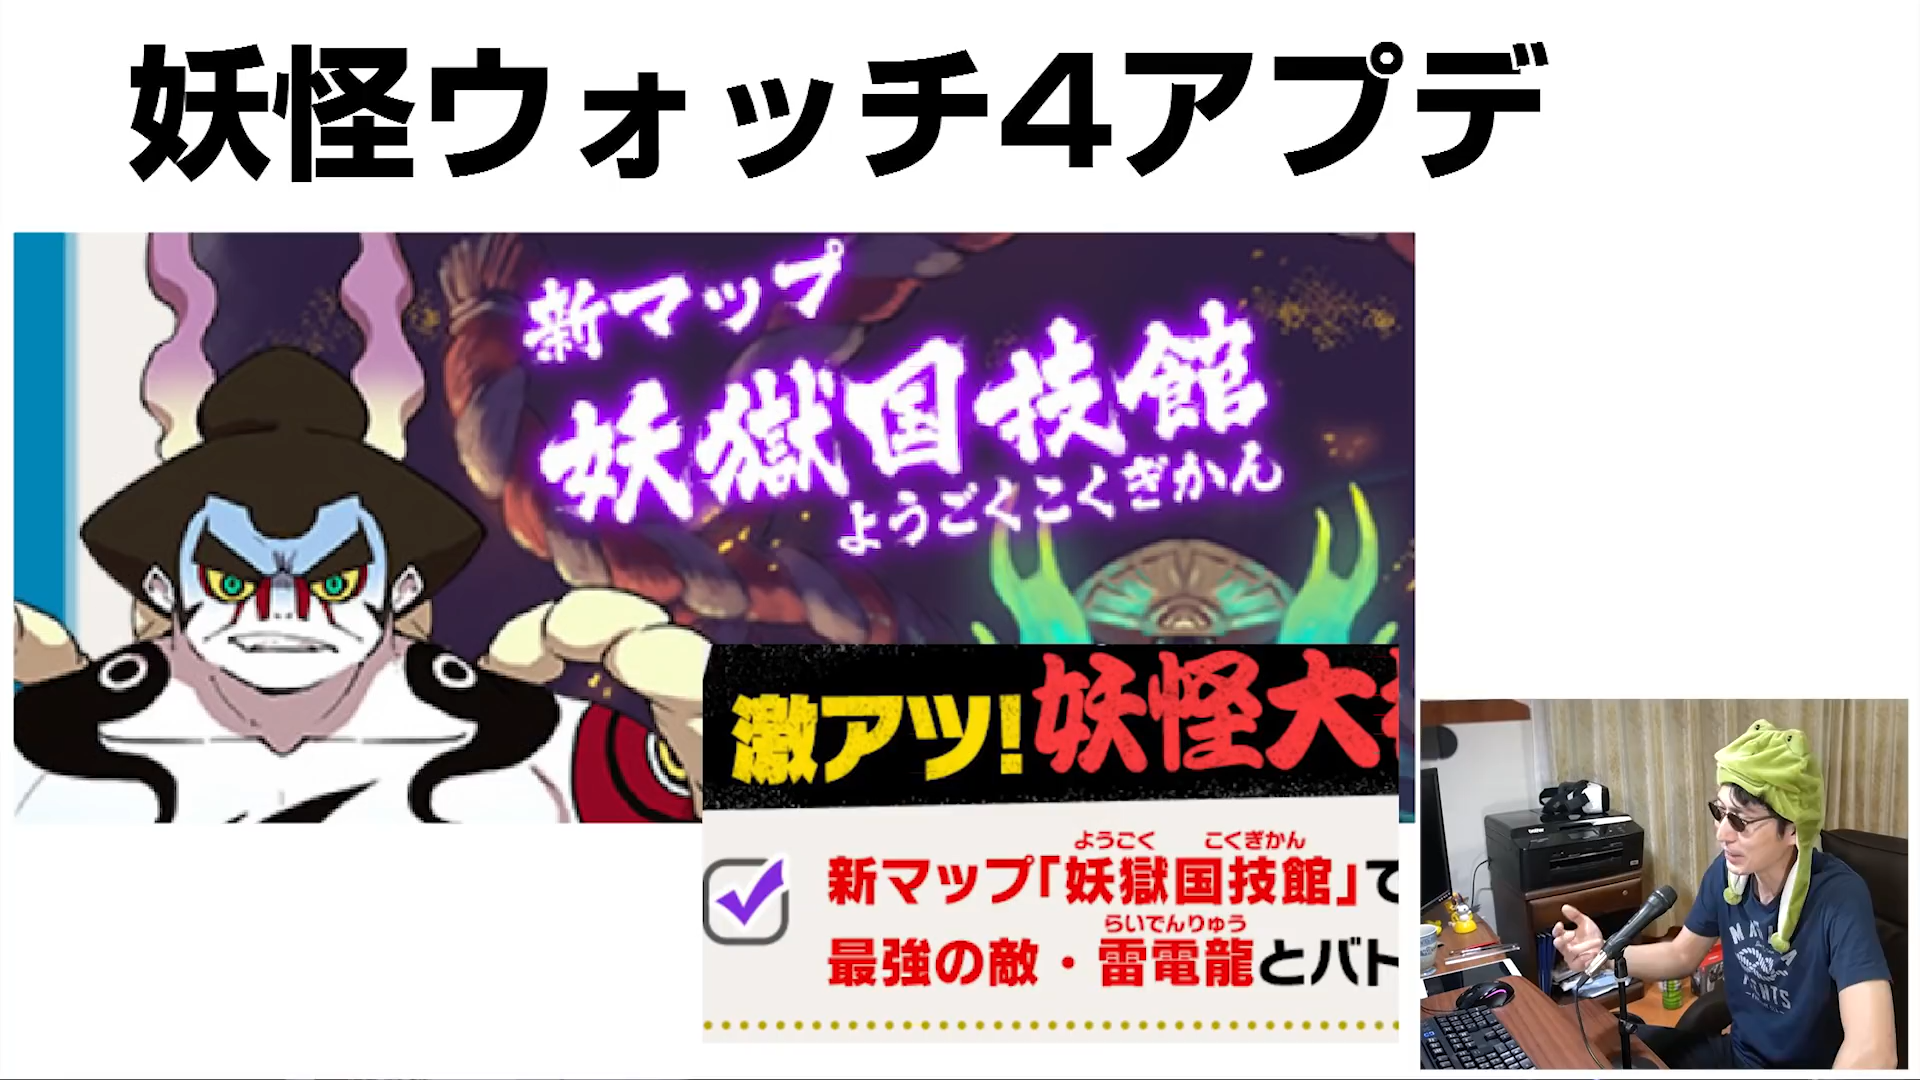 妖怪ウォッチ4アプデ
新マップ
妖獄国技館
ようごくこくぎかん
激アツ!妖怪大
ようごく こくぎかん
新マップ「妖獄国技館」で
らいでんりゅう
最強の敵・雷電龍とバト